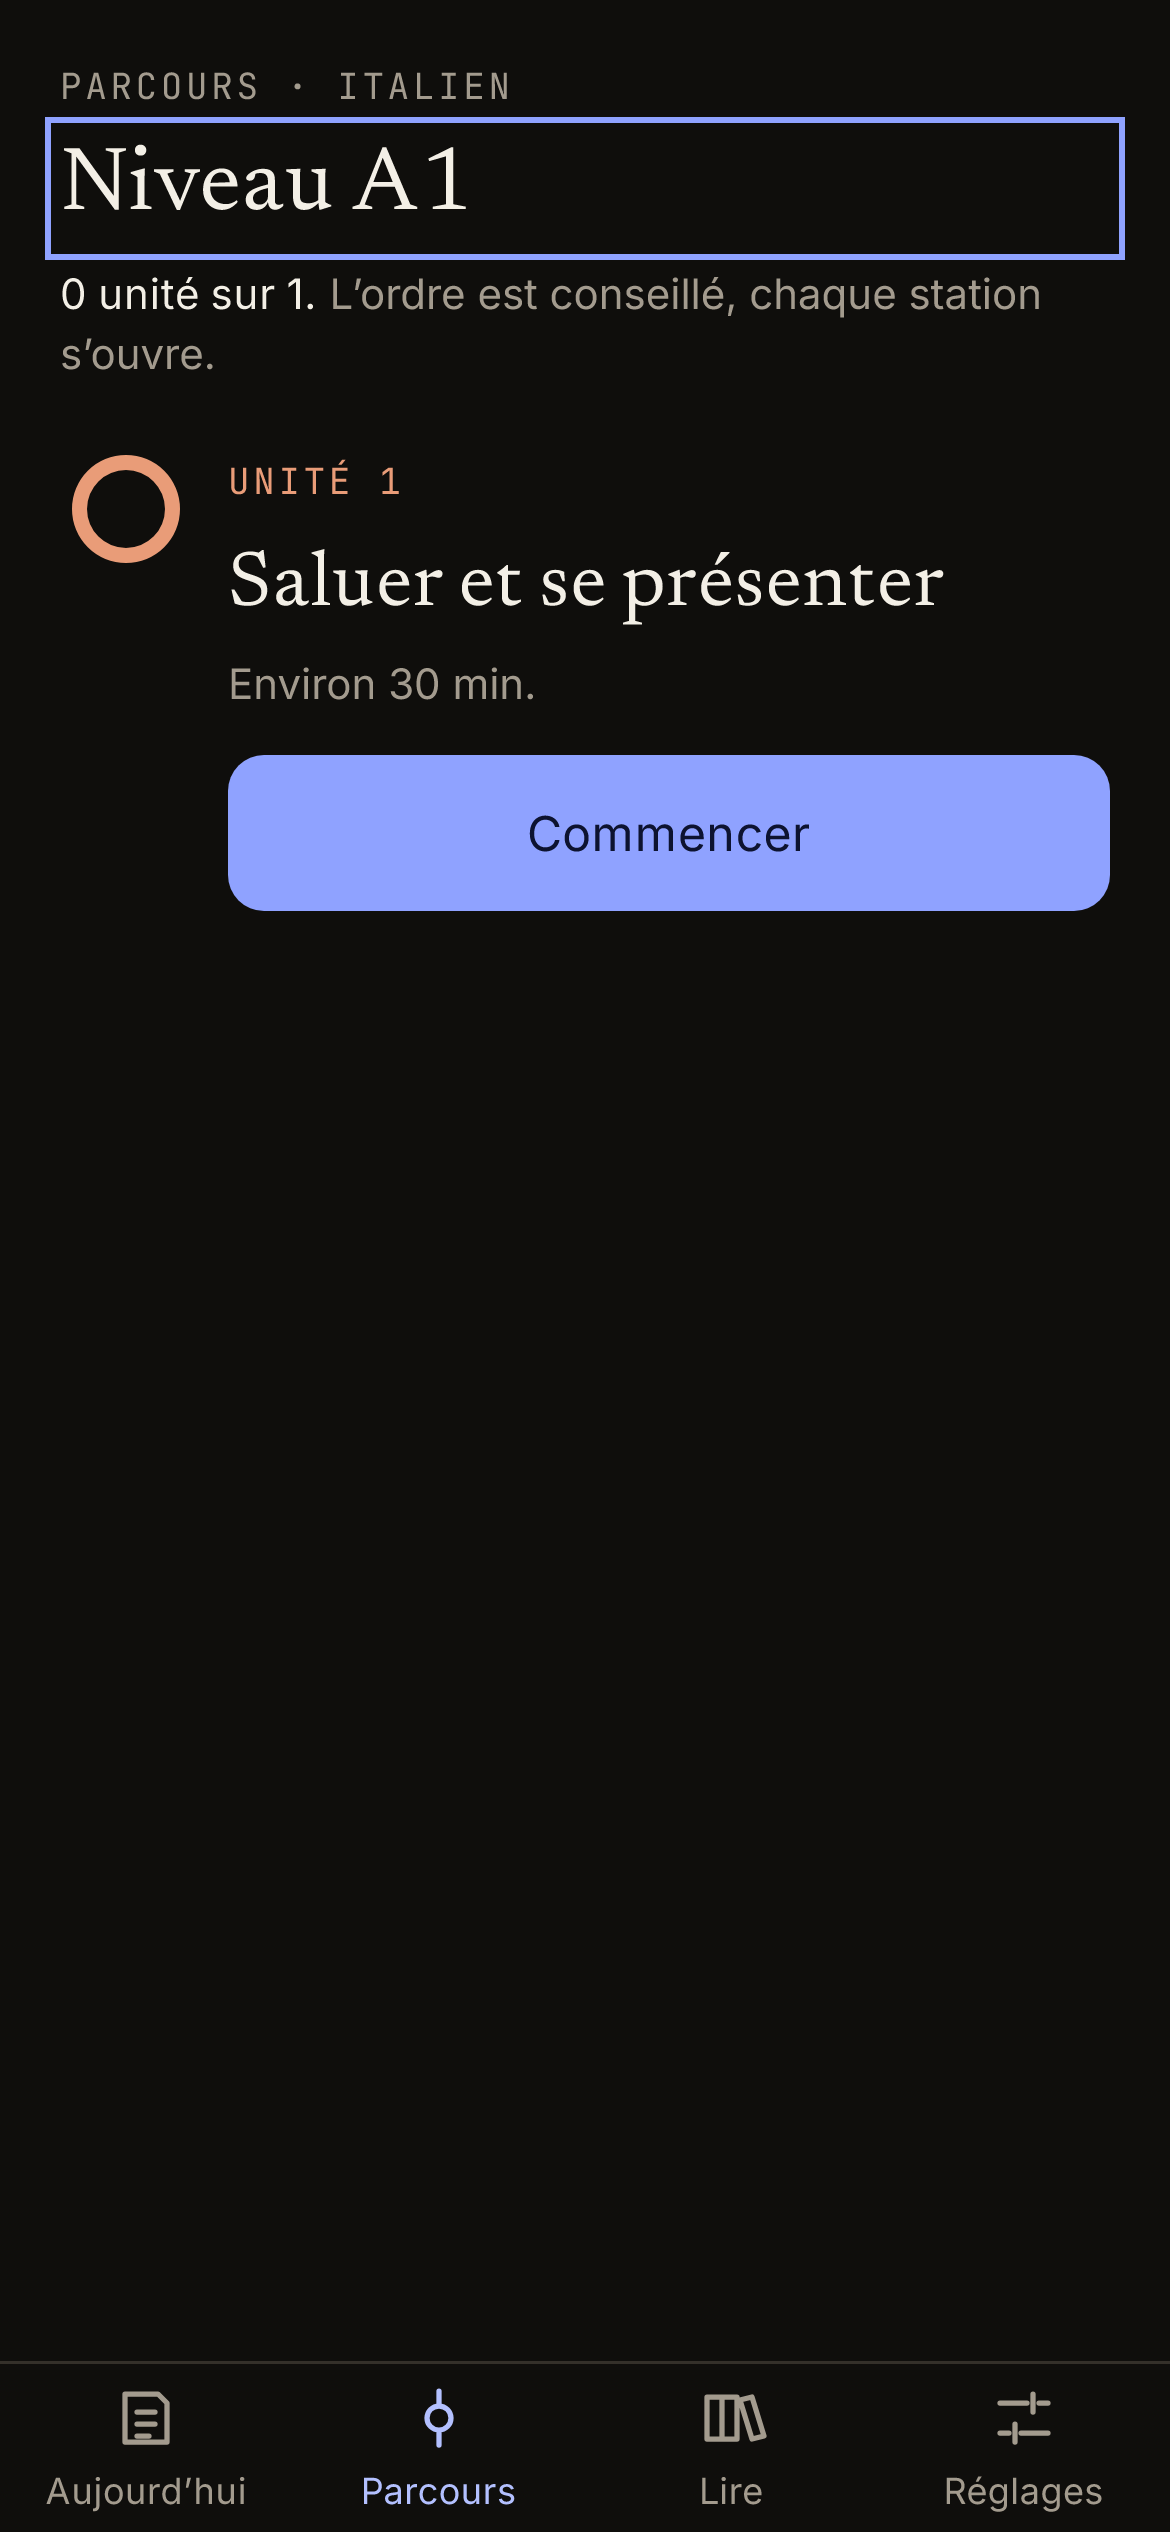 PARCOURS · ITALIEN
Niveau A1
0 unité sur 1. L’ordre est conseillé, chaque station
s’ouvre.
UNITÉ 1
Saluer et se présenter
Environ 30 min.
Commencer
Aujourd’hui
Parcours
Lire
Réglages